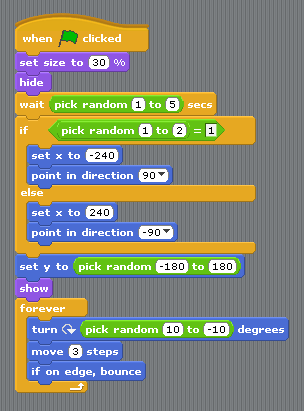 when clicked
set size to 30 %
hide
wait pick random 1 to 5 secs
if pick random 1 to 2 = 1
set x to -240
point in direction 90
else
set x to 240
point in direction -90
set y to pick random -180 to 180
show
forever
turn pick random 10 to -10 degrees
move 3 steps
if on edge, bounce